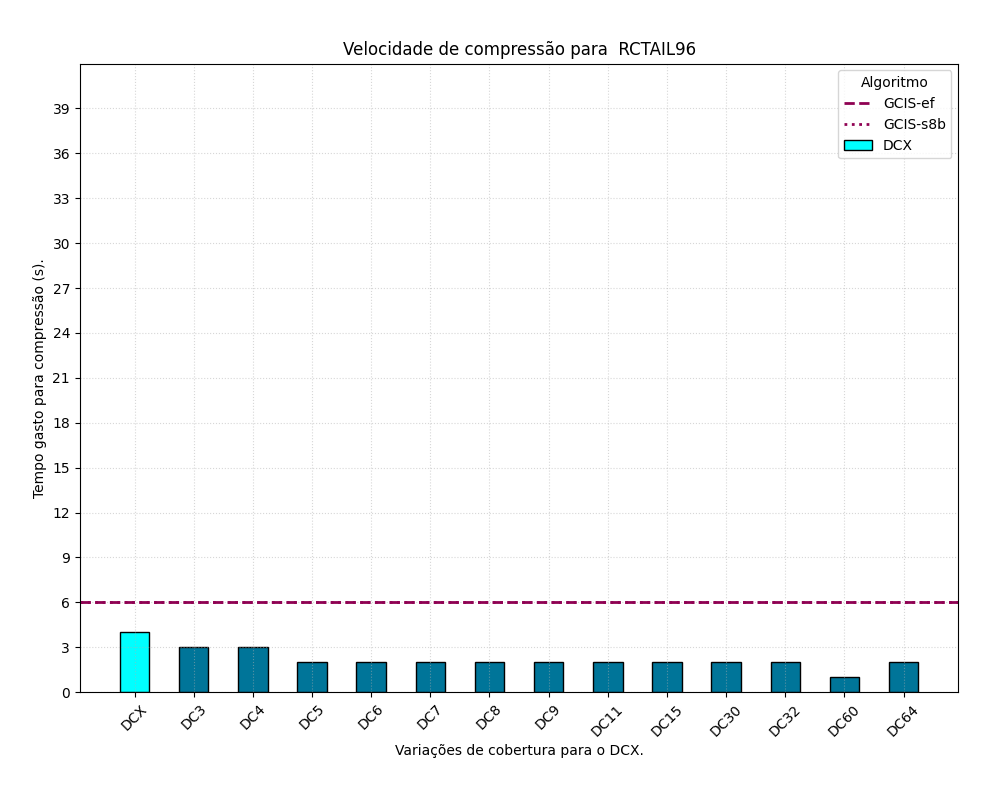 Velocidade de compressão para  RCTAIL96
Algoritmo
GCIS-ef
GCIS-s8b
DCX
Tempo gasto para compressão (s).
39
36
33
30
27
24
21
18
15
12
9
6
3
0
DCX
DC3
DC4
DC5
DC6
DC7
DC8
DC9
DC11
DC15
DC30
DC32
DC60
DC64
Variações de cobertura para o DCX.